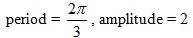 period = 2π/3, amplitude = 2